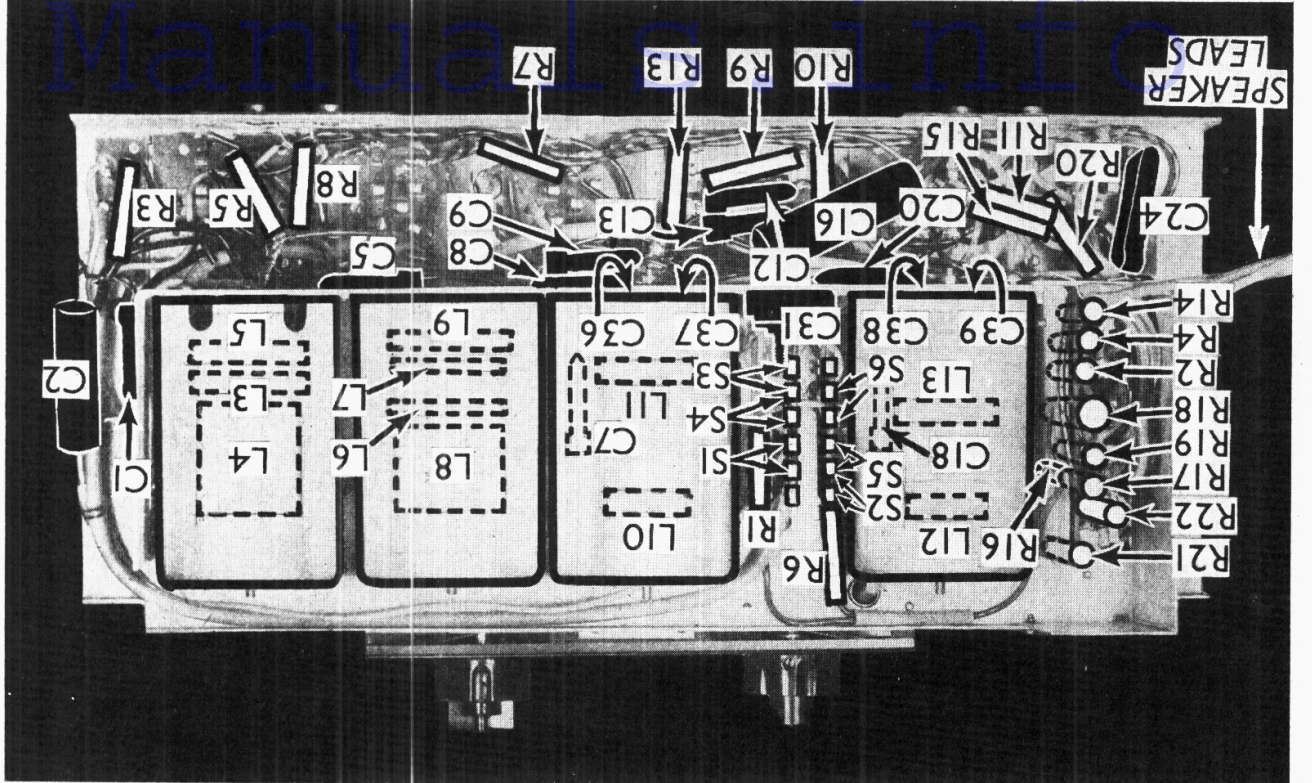 Manuals info
R21
R22
R17
R19
R18
R2
R4
R14
R16
L12
C18
L13
S2
S5
S6
R6
R1
S1
S4
S3
L10
C7
L11
L8
L6
L7
L9
L4
L3
L5
C1
C2
C39
C38
C31
C37
C36
C24
R20
R11
R15
C20
C16
C12
C13
C8
C9
C5
R8
R5
R3
SPEAKER
LEADS
R10
R9
R13
R7